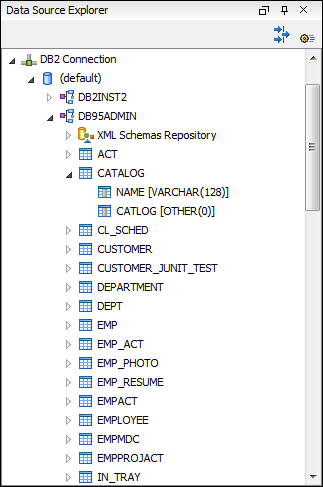 Data Source Explorer
DB2 Connection
(default)
DB2INST2
DB95ADMIN
XML Schemas Repository
ACT
CATALOG
NAME [VARCHAR(128)]
CATLOG [OTHER(0)]
CL_SCHED
CUSTOMER
CUSTOMER_JUNIT_TEST
DEPARTMENT
DEPT
EMP
EMP_ACT
EMP_PHOTO
EMP_RESUME
EMPACT
EMPLOYEE
EMPMDC
EMPPROJACT
IN_TRAY